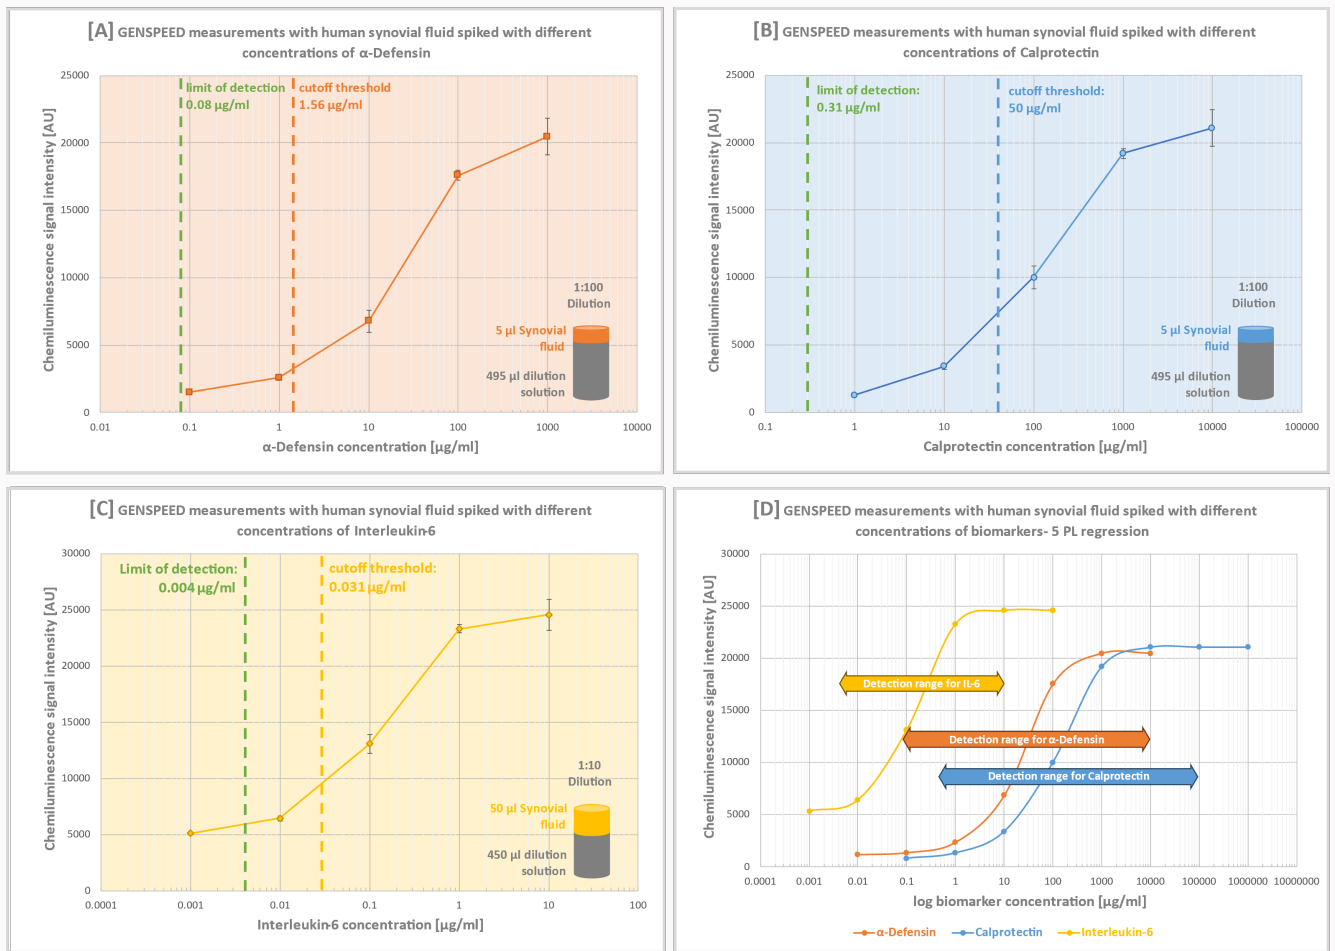 [A] GENSPEED measurements with human synovial fluid spiked with different
concentrations of α-Defensin
Chemiluminescence signal intensity [AU]
25000
20000
15000
10000
5000
0
limit of detection
0.08 µg/ml
cutoff threshold
1.56 µg/ml
1:100
Dilution
5 µl Synovial
fluid
495 µl dilution
solution
0.01 0.1 1 10 100 1000 10000
α-Defensin concentration [µg/ml]
[B] GENSPEED measurements with human synovial fluid spiked with different
concentrations of Calprotectin
Chemiluminescence signal intensity [AU]
25000
20000
15000
10000
5000
0
limit of detection:
0.31 µg/ml
cutoff threshold:
50 µg/ml
1:100
Dilution
5 µl Synovial
fluid
495 µl dilution
solution
0.1 1 10 100 1000 10000 100000
Calprotectin concentration [µg/ml]
[C] GENSPEED measurements with human synovial fluid spiked with different
concentrations of Interleukin-6
Chemiluminescence signal intensity [AU]
30000
25000
20000
15000
10000
5000
0
Limit of detection:
0.004 µg/ml
cutoff threshold:
0.031 µg/ml
1:10
Dilution
50 µl Synovial
fluid
450 µl dilution
solution
0.0001 0.001 0.01 0.1 1 10 100
Interleukin-6 concentration [µg/ml]
[D] GENSPEED measurements with human synovial fluid spiked with different
concentrations of biomarkers- 5 PL regression
Chemiluminescence signal intensity [AU]
30000
25000
20000
15000
10000
5000
0
Detection range for IL-6
Detection range for α-Defensin
Detection range for Calprotectin
0.0001 0.001 0.01 0.1 1 10 100 1000 10000 100000 1000000 10000000
log biomarker concentration [µg/ml]
α-Defensin Calprotectin Interleukin-6